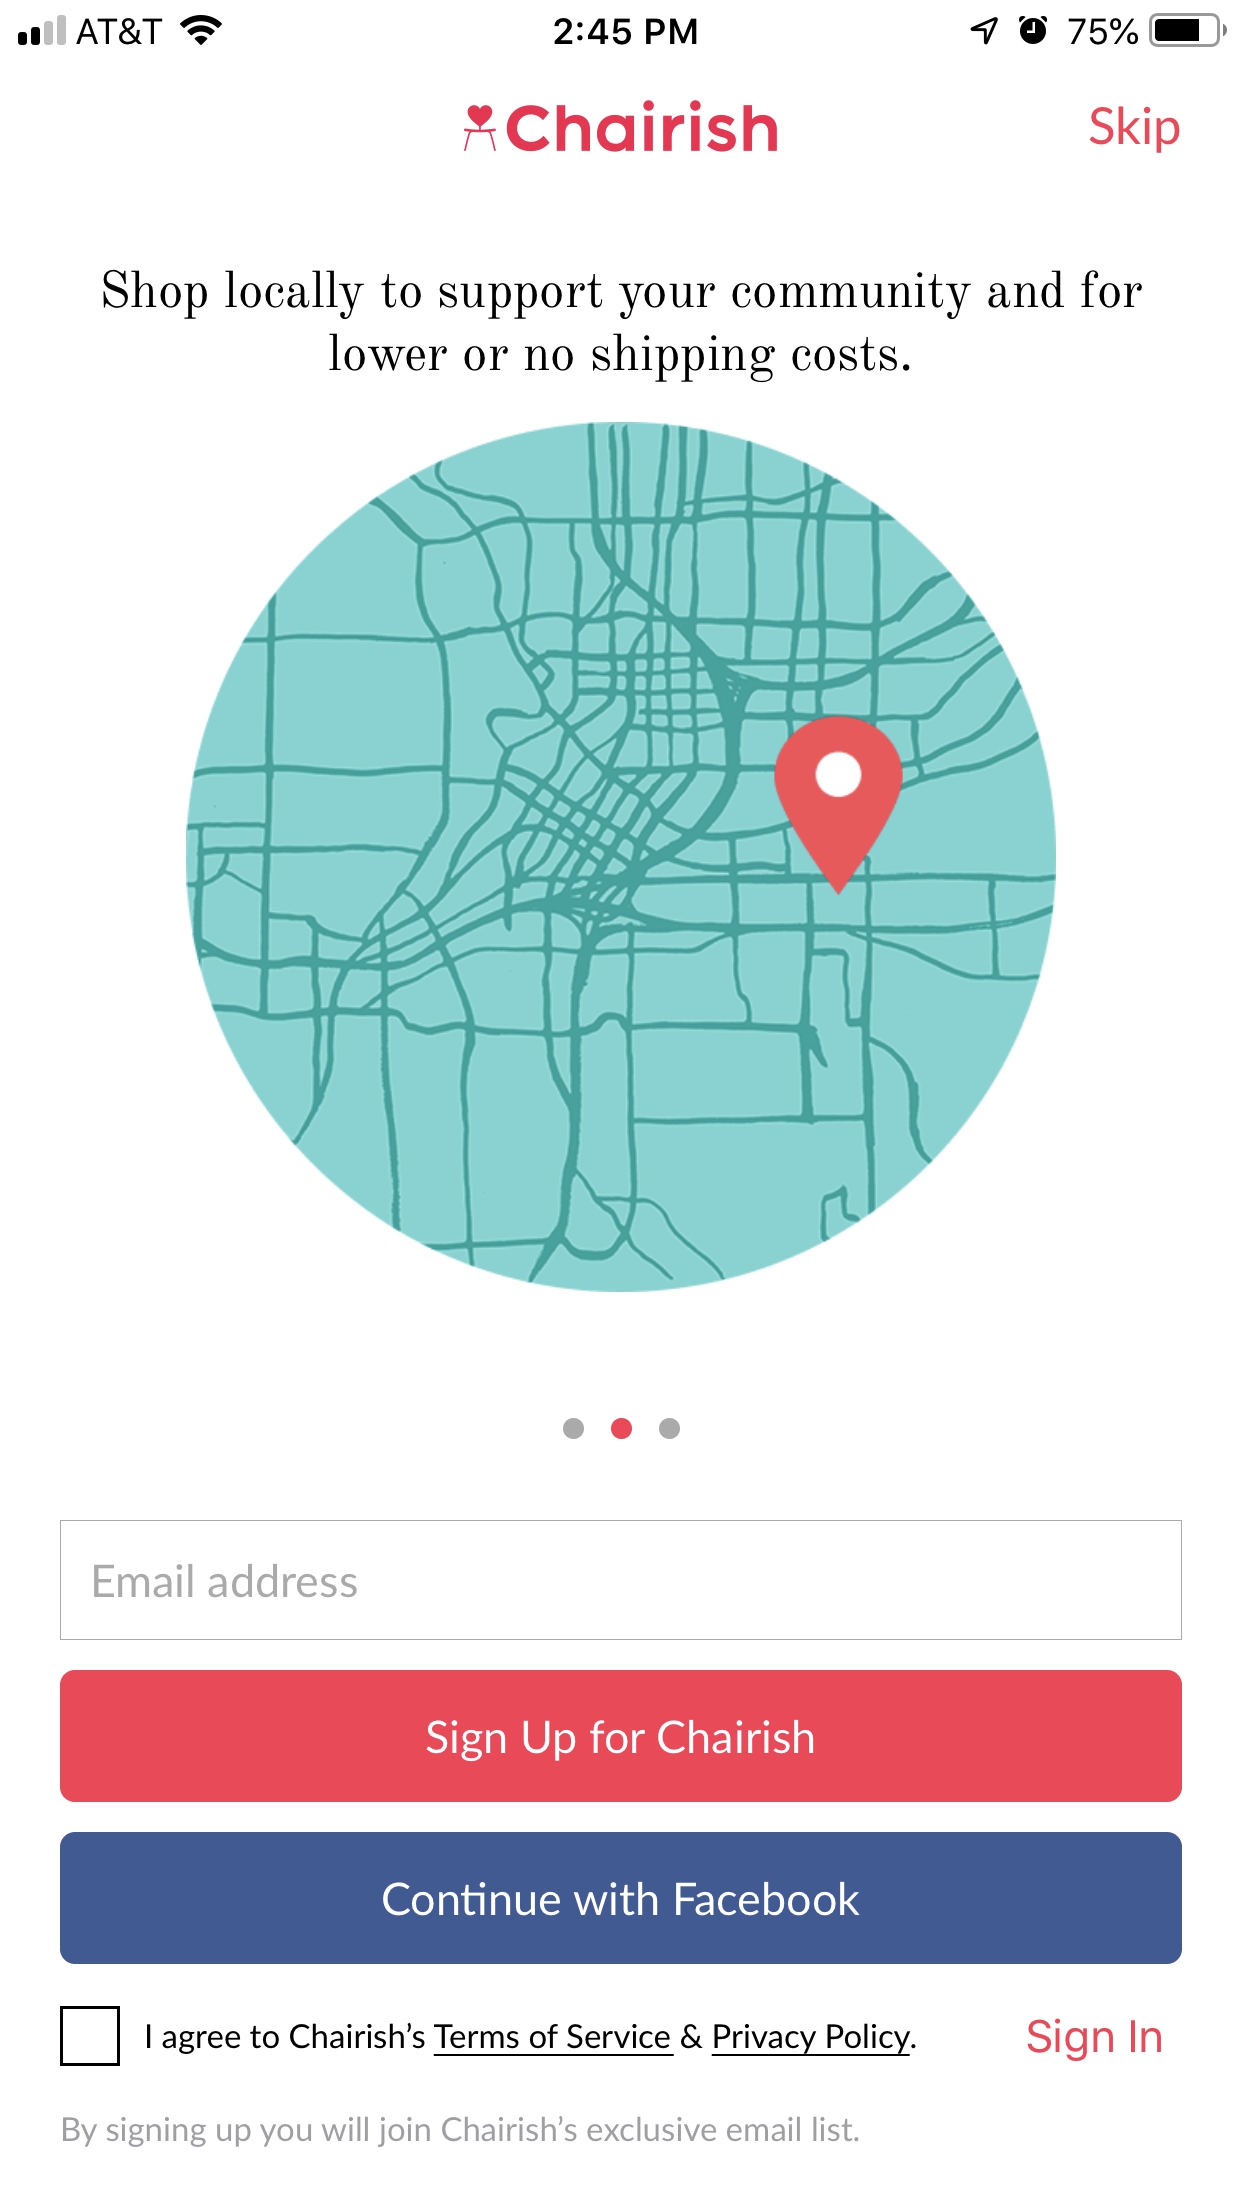 AT&T
2:45 PM
75%
Chairish
Skip
Shop locally to support your community and for
lower or no shipping costs.
Email address
Sign Up for Chairish
Continue with Facebook
I agree to Chairish’s Terms of Service & Privacy Policy.
Sign In
By signing up you will join Chairish’s exclusive email list.